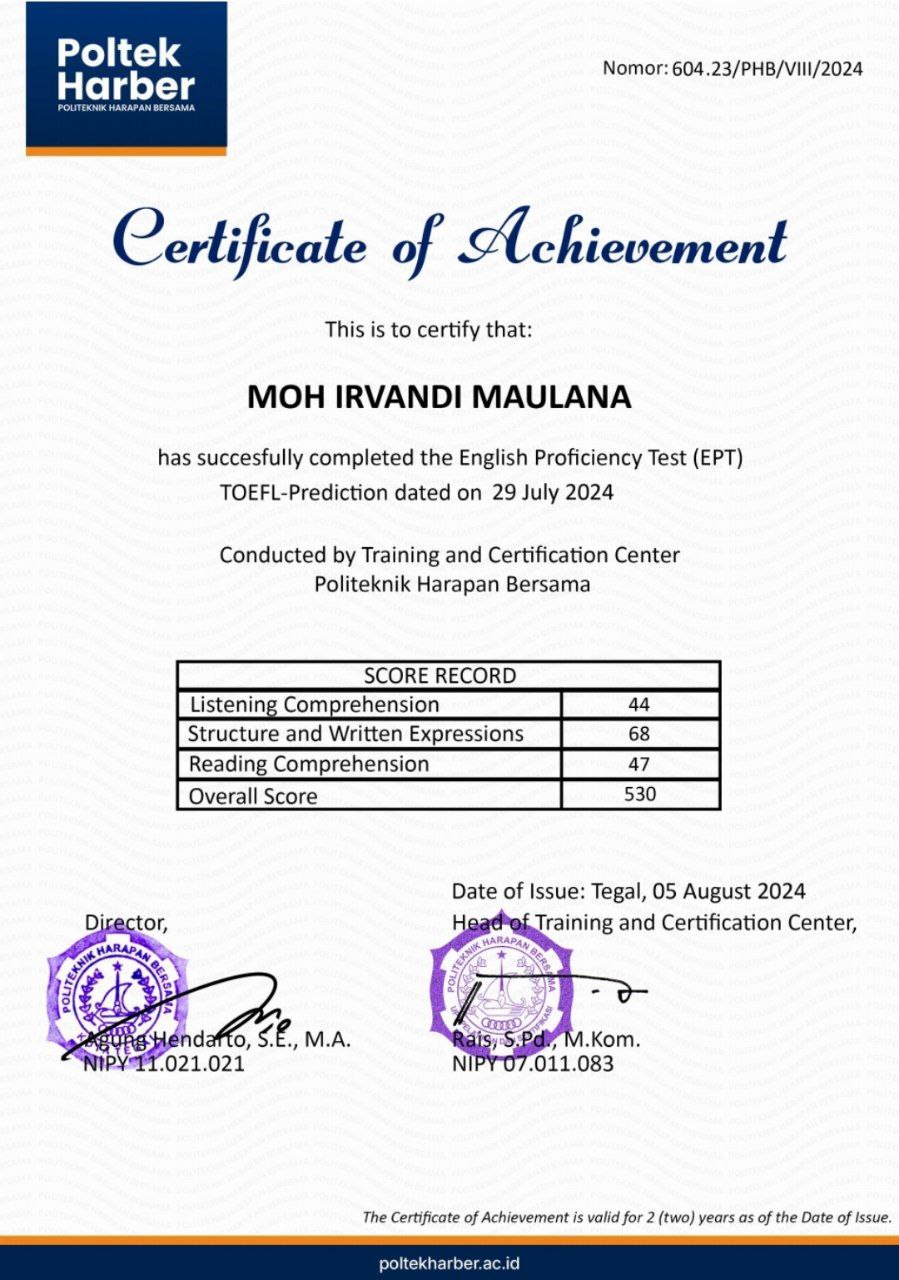 Poltek
Harber
POLITEKNIK HARAPAN BERSAMA
Nomor: 604.23/PHB/VIII/2024
Certificate of Achievement
This is to certify that:
MOH IRVANDI MAULANA
has succesfully completed the English Proficiency Test (EPT)
TOEFL-Prediction dated on 29 July 2024
Conducted by Training and Certification Center
Politeknik Harapan Bersama
SCORE RECORD
Listening Comprehension 44
Structure and Written Expressions 68
Reading Comprehension 47
Overall Score 530
Date of Issue: Tegal, 05 August 2024
Director,
Head of Training and Certification Center,
POLITEKNIK HARAPAN BERSAMA
POLITEKNIK HARAPAN BERSAMA
Agung Hendarto, S.E., M.A.
NIPY 11.021.021
Rais, S.Pd., M.Kom.
NIPY 07.011.083
The Certificate of Achievement is valid for 2 (two) years as of the Date of Issue.
poltekharber.ac.id